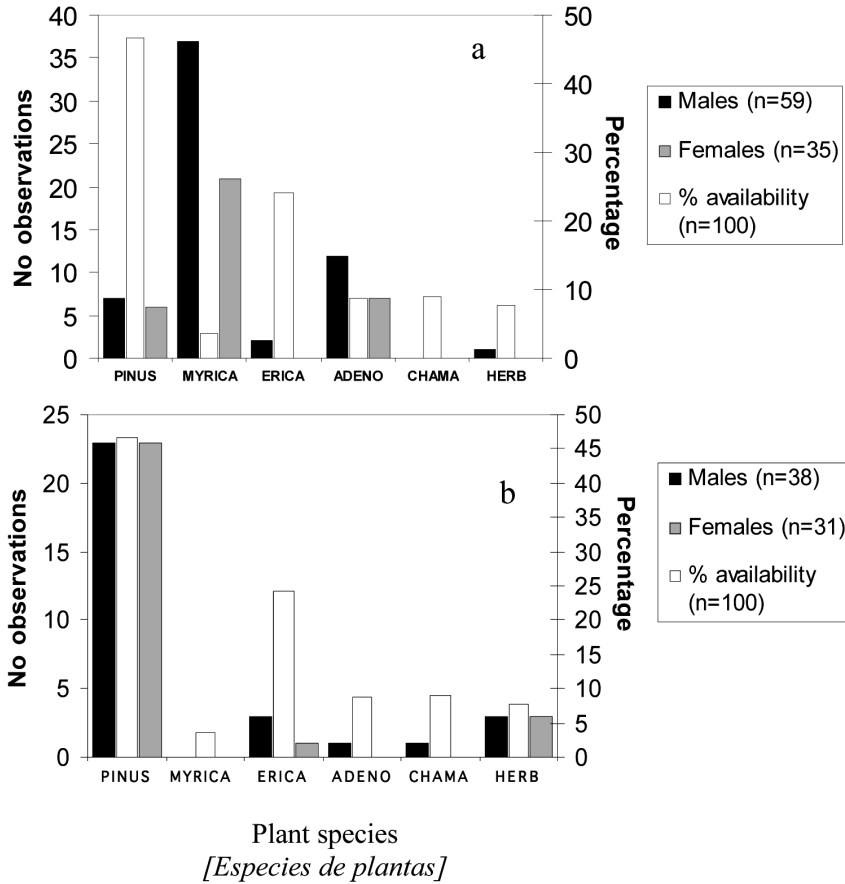 a
40
35
30
25
20
15
10
5
0
No observations
50
40
30
20
10
0
Percentage
PINUS MYRICA ERICA ADENO CHAMA HERB
Males (n=59)
Females (n=35)
% availability
(n=100)
b
25
20
15
10
5
0
No observations
50
45
40
35
30
25
20
15
10
5
0
Percentage
PINUS MYRICA ERICA ADENO CHAMA HERB
Males (n=38)
Females (n=31)
% availability
(n=100)
Plant species
[Especies de plantas]